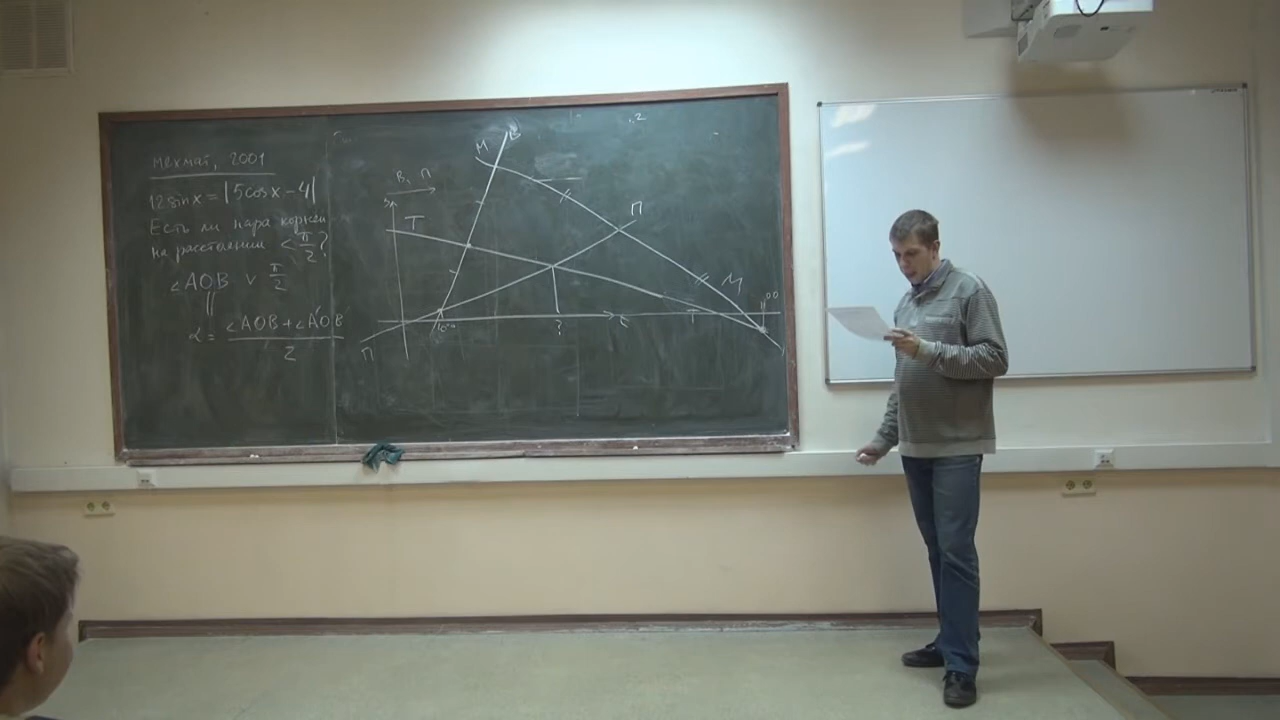 мехмат, 2001
12 sin x = |5 cos x - 4|
Есть ли пара корней
на расстоянии < π/2 ?
∠AOB ∨ π/2
||
α = (∠AOB + ∠A'OB')/2
В, П
S
Т
М
В
П
М
П
?
t